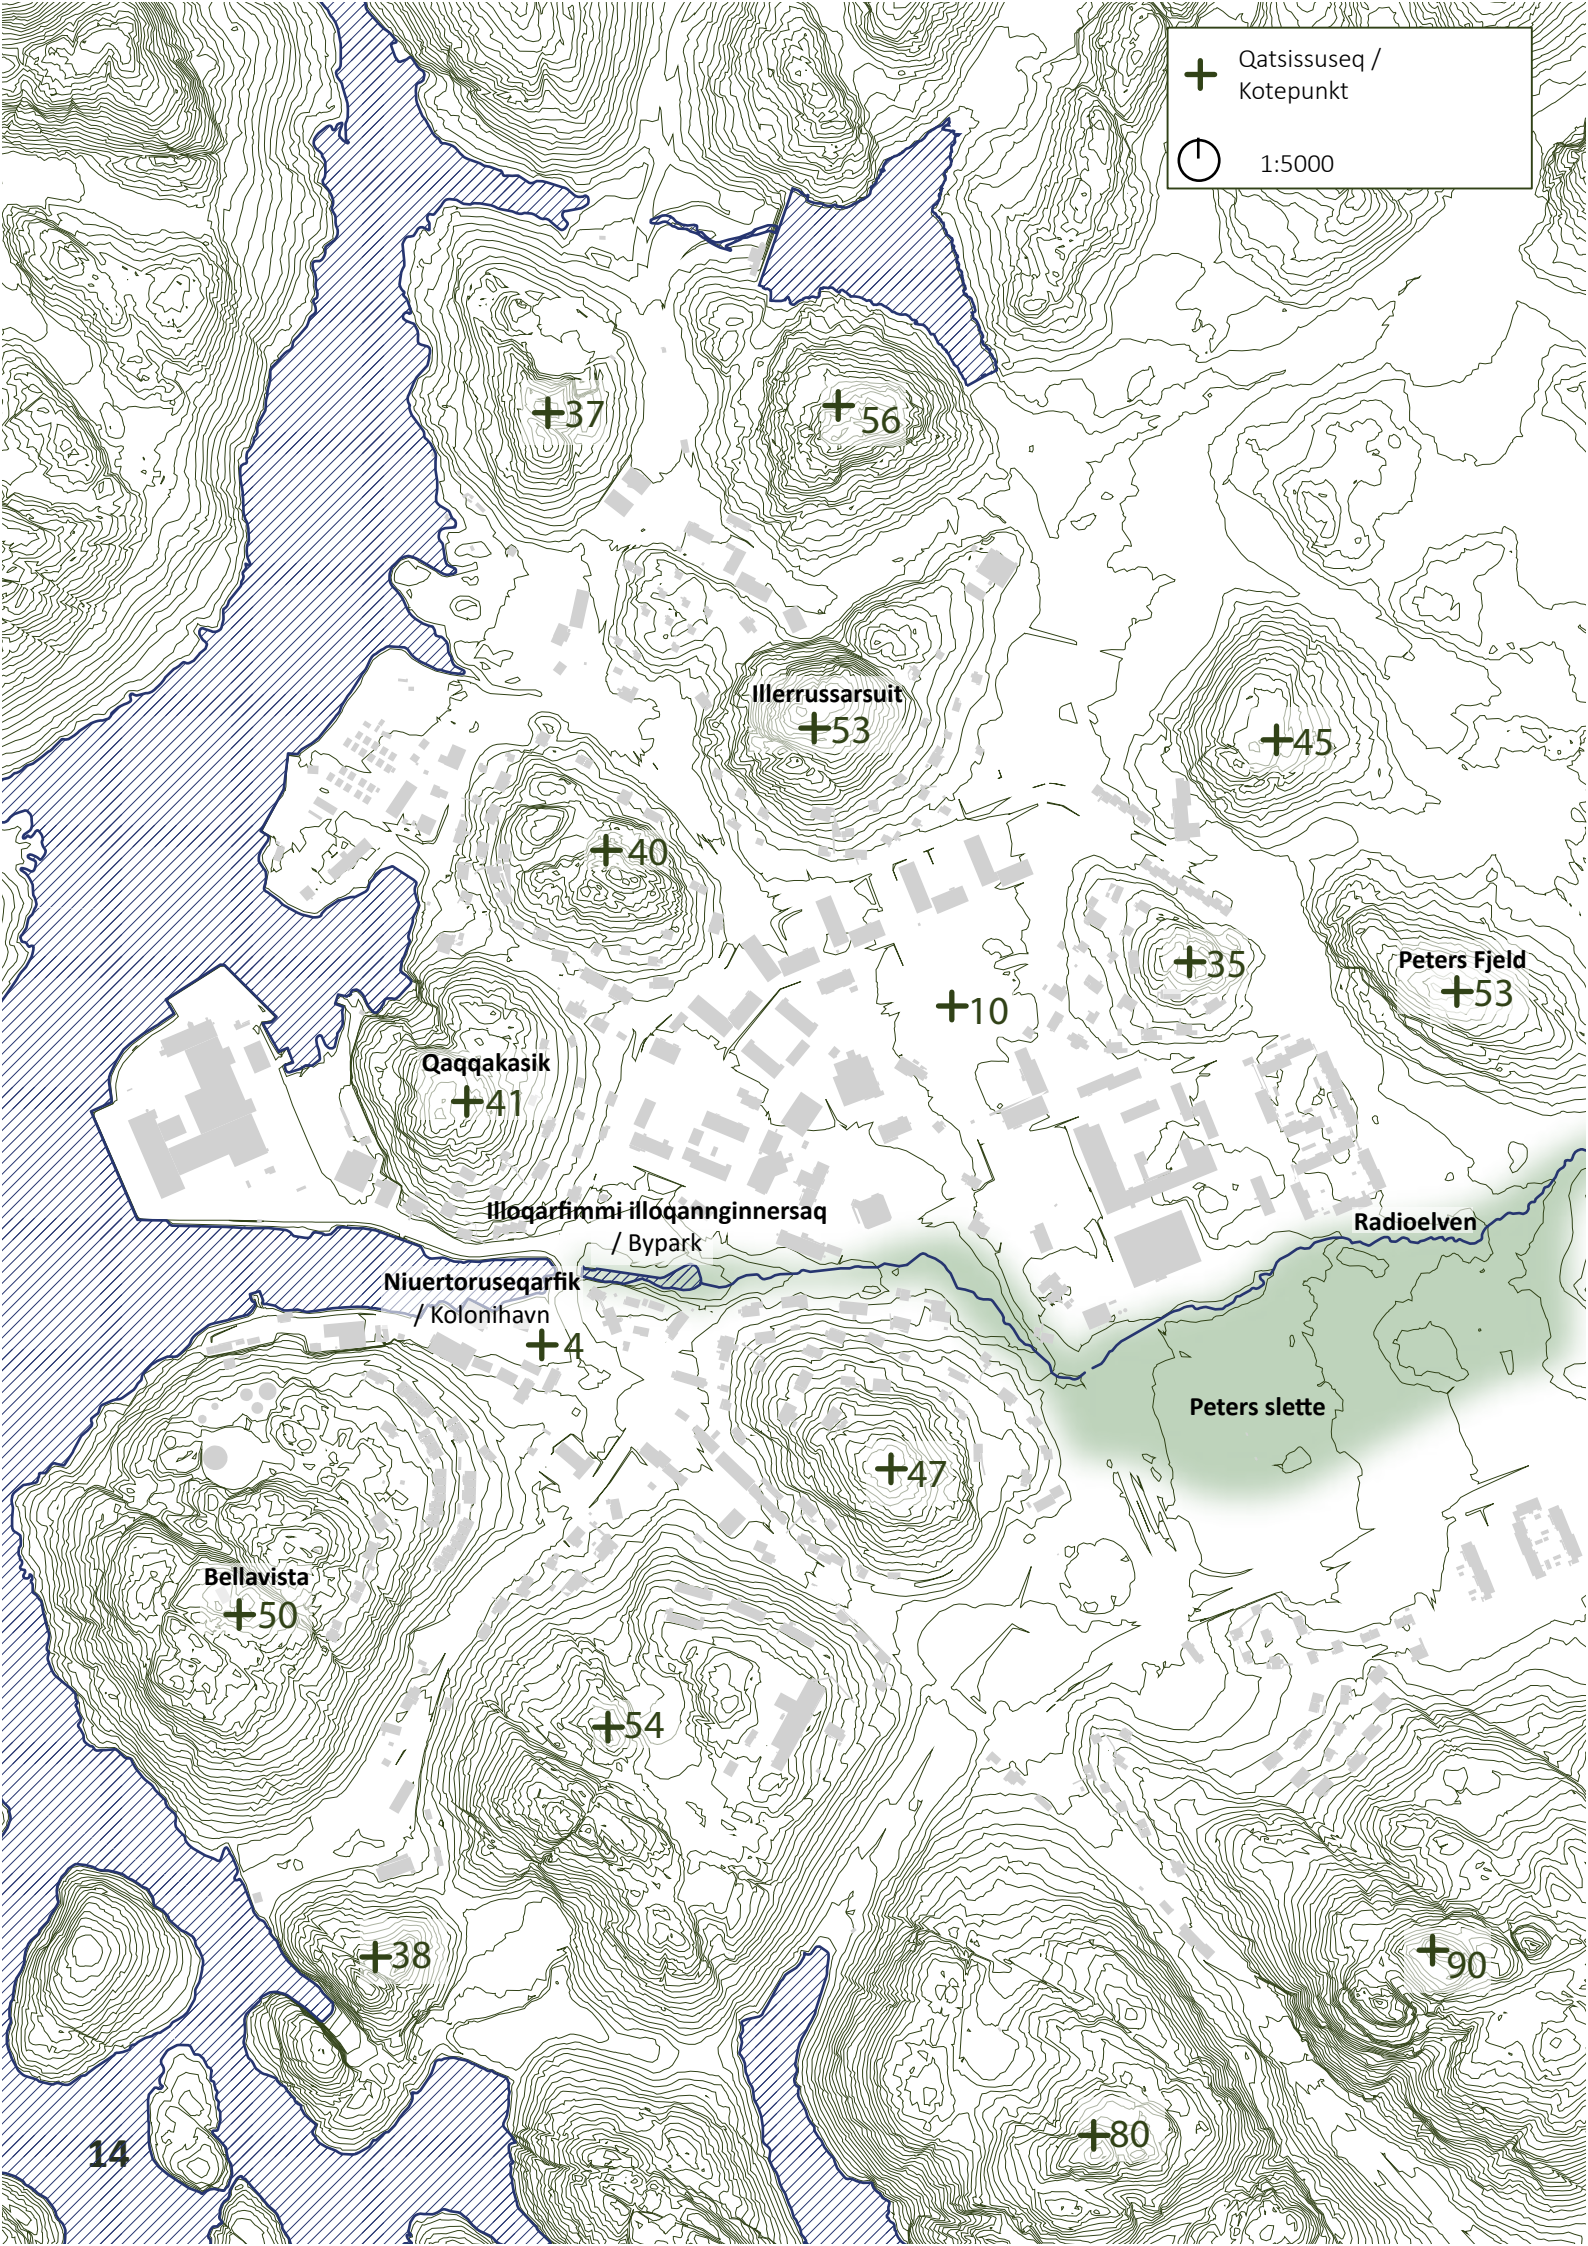 Qatsissuseq /
Kotepunkt
1:5000
37
56
Illerrussarsuit
53
45
40
35
Peters Fjeld
53
10
Qaqqakasik
41
Illoqarfimmi illoqannginnersaq
/ Bypark
Radioelven
Niuertoruseqarfik
/ Kolonihavn
4
Peters slette
47
Bellavista
50
54
38
90
80
14